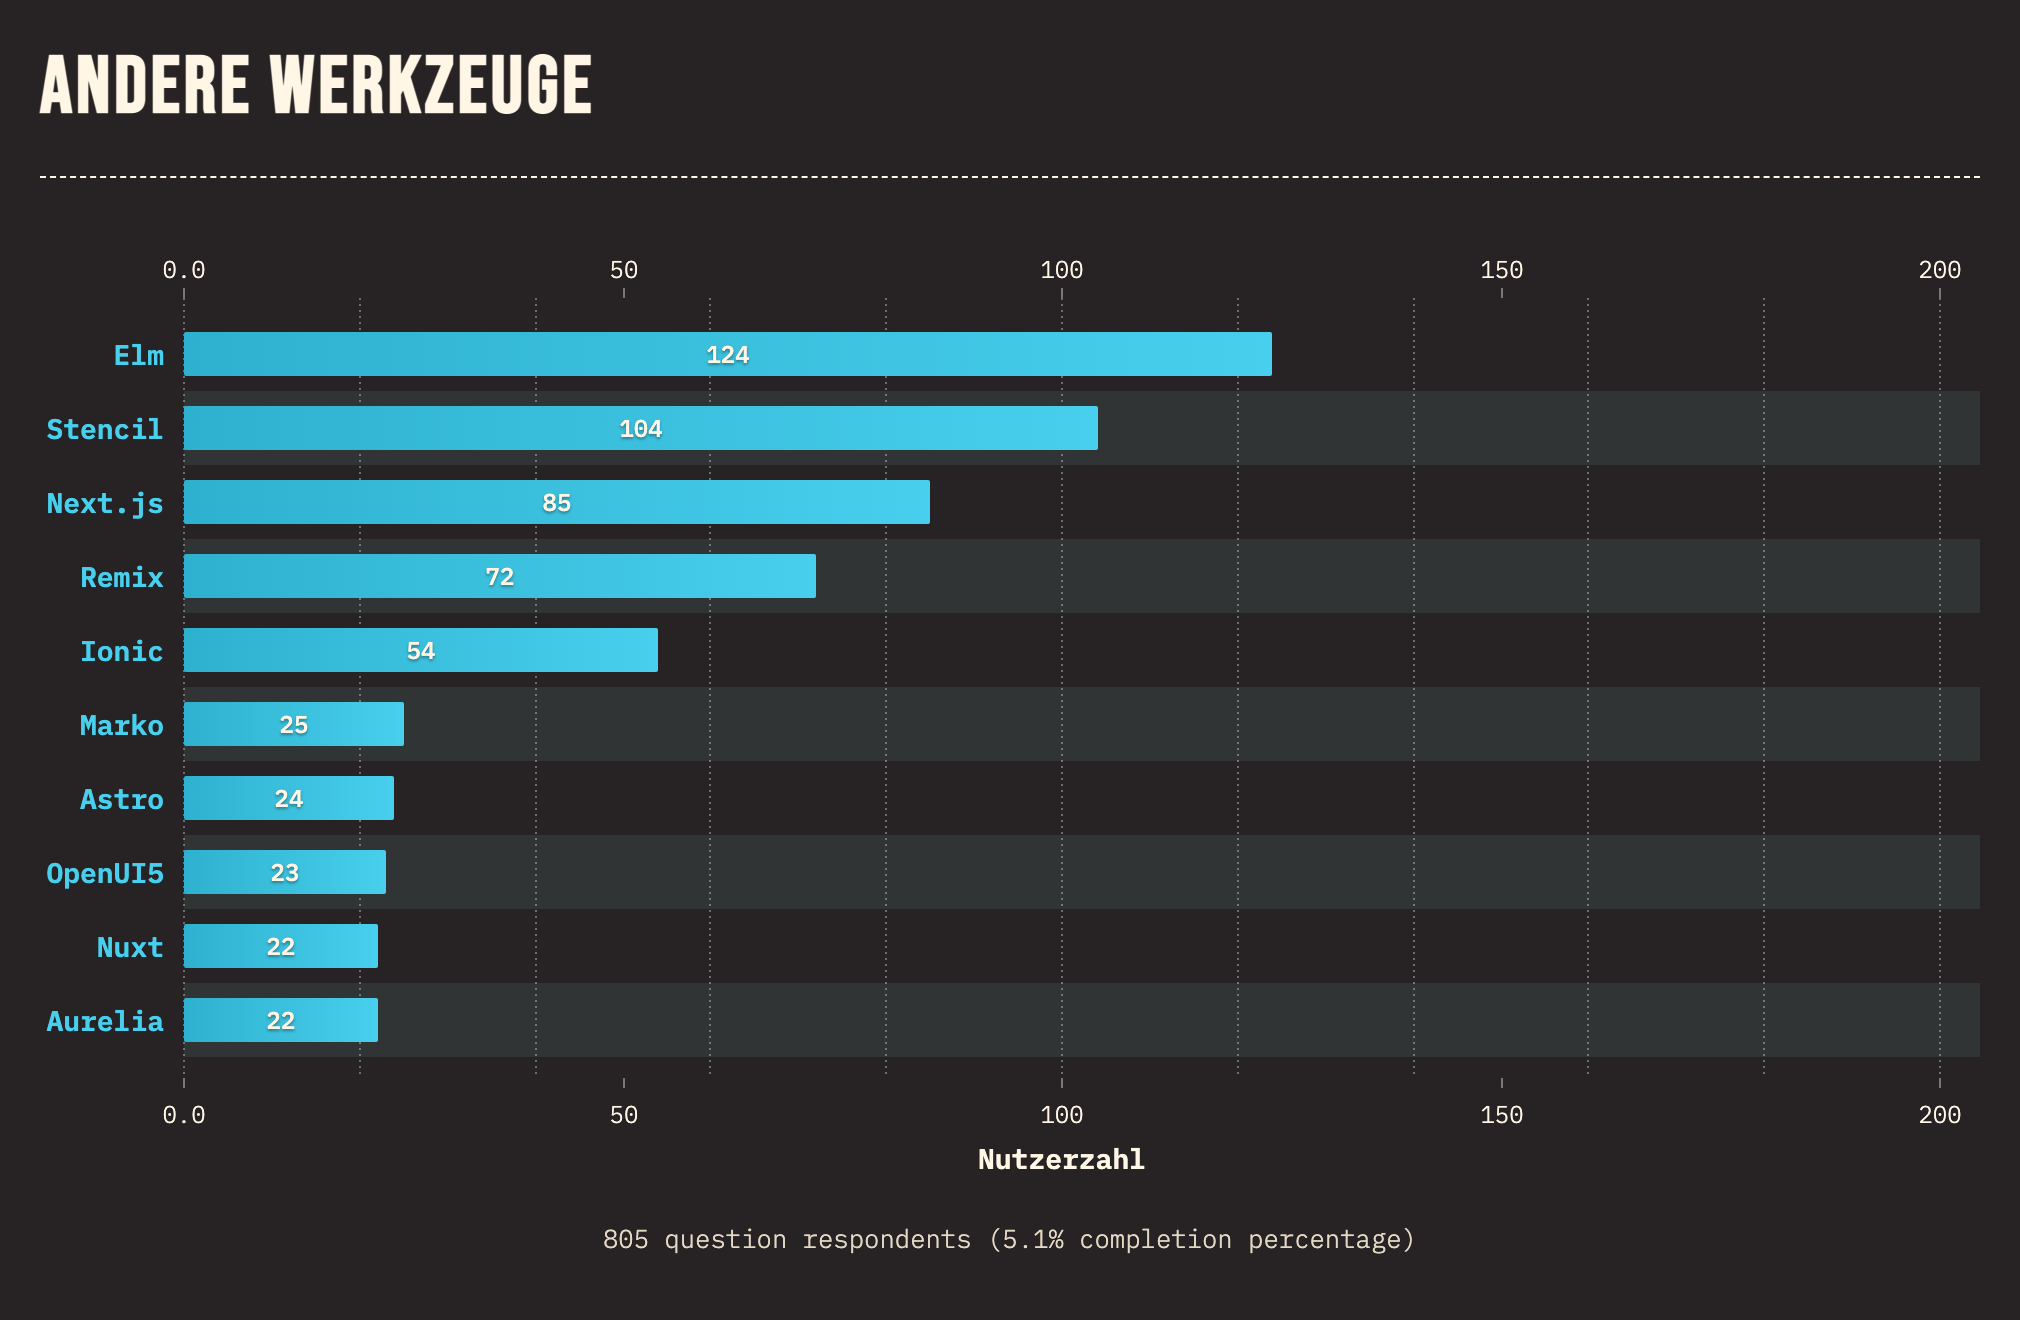 ANDERE WERKZEUGE
0.0 50 100 150 200
Elm 124
Stencil 104
Next.js 85
Remix 72
Ionic 54
Marko 25
Astro 24
OpenUI5 23
Nuxt 22
Aurelia 22
0.0 50 100 150 200
Nutzerzahl
805 question respondents (5.1% completion percentage)